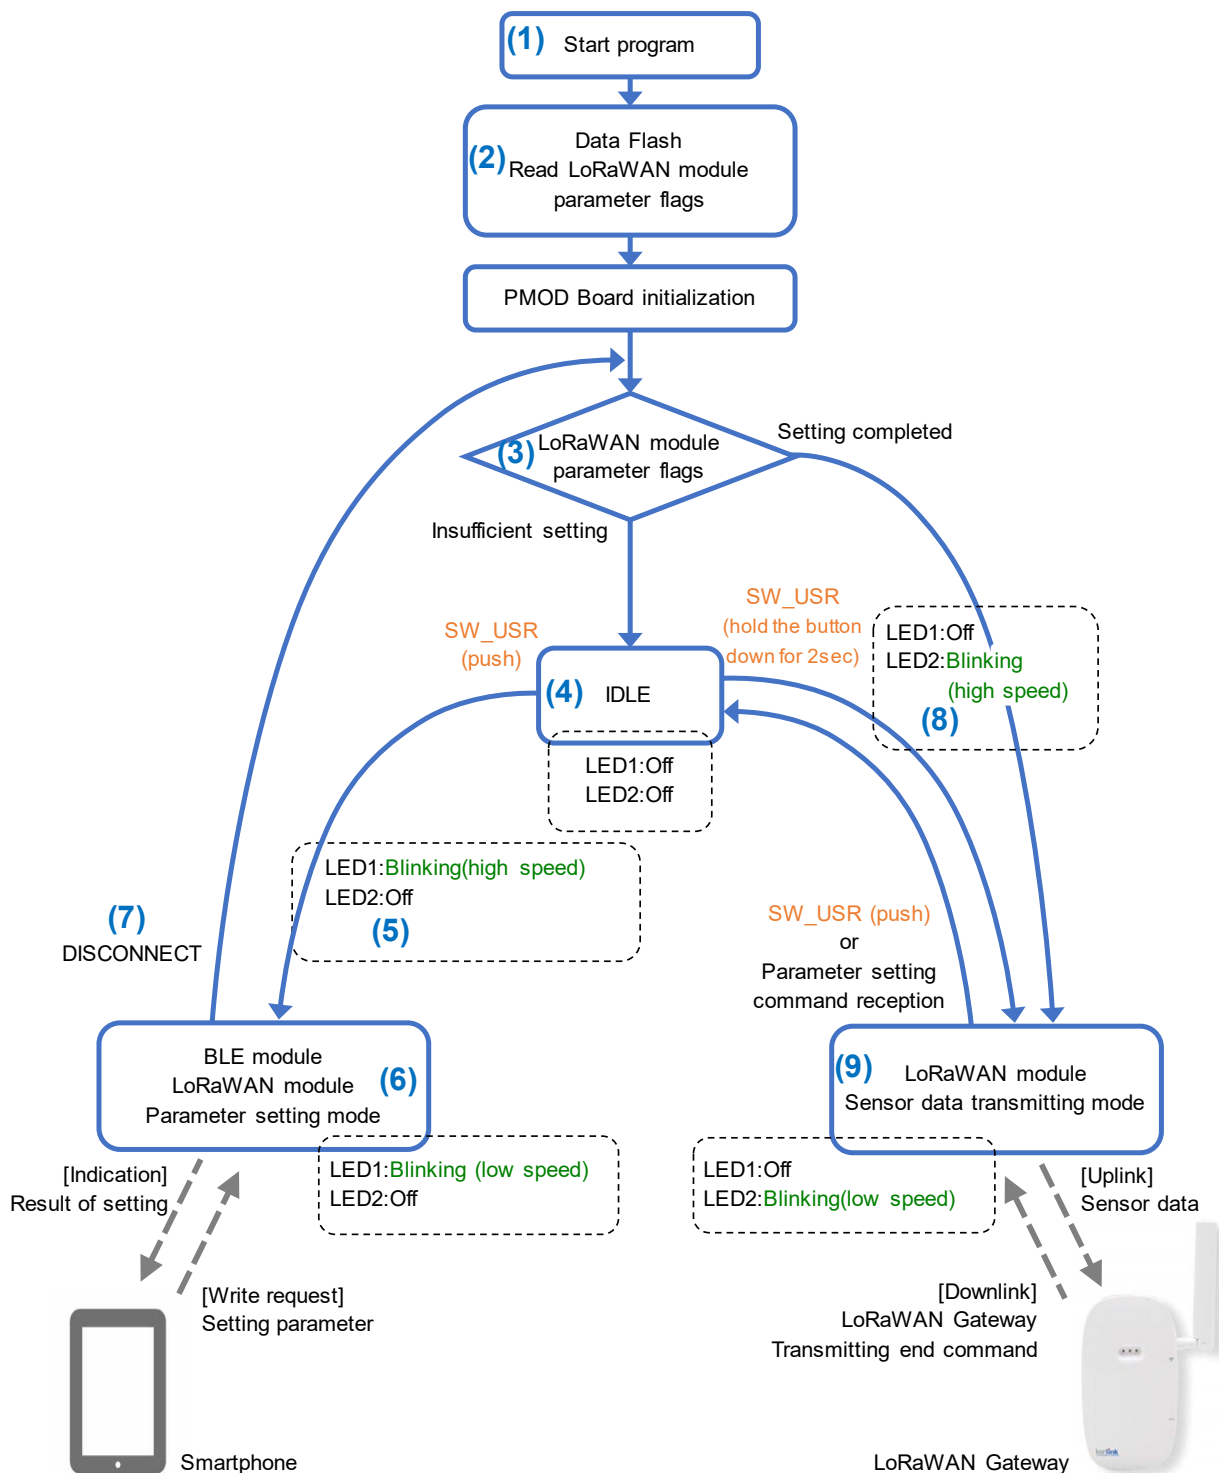 (1) Start program
Data Flash
(2) Read LoRaWAN module
parameter flags
PMOD Board initialization
Setting completed
(3) LoRaWAN module
parameter flags
Insufficient setting
SW_USR
(push)
SW_USR
(hold the button
down for 2sec)
LED1:Off
LED2:Blinking
(high speed)
(8)
(4) IDLE
LED1:Off
LED2:Off
LED1:Blinking(high speed)
LED2:Off
(5)
(7)
DISCONNECT
SW_USR (push)
or
Parameter setting
command reception
BLE module
LoRaWAN module
Parameter setting mode
(6)
(9) LoRaWAN module
Sensor data transmitting mode
LED1:Blinking (low speed)
LED2:Off
LED1:Off
LED2:Blinking(low speed)
[Indication]
Result of setting
[Uplink]
Sensor data
[Write request]
Setting parameter
[Downlink]
LoRaWAN Gateway
Transmitting end command
Smartphone
kerlink
LoRaWAN Gateway